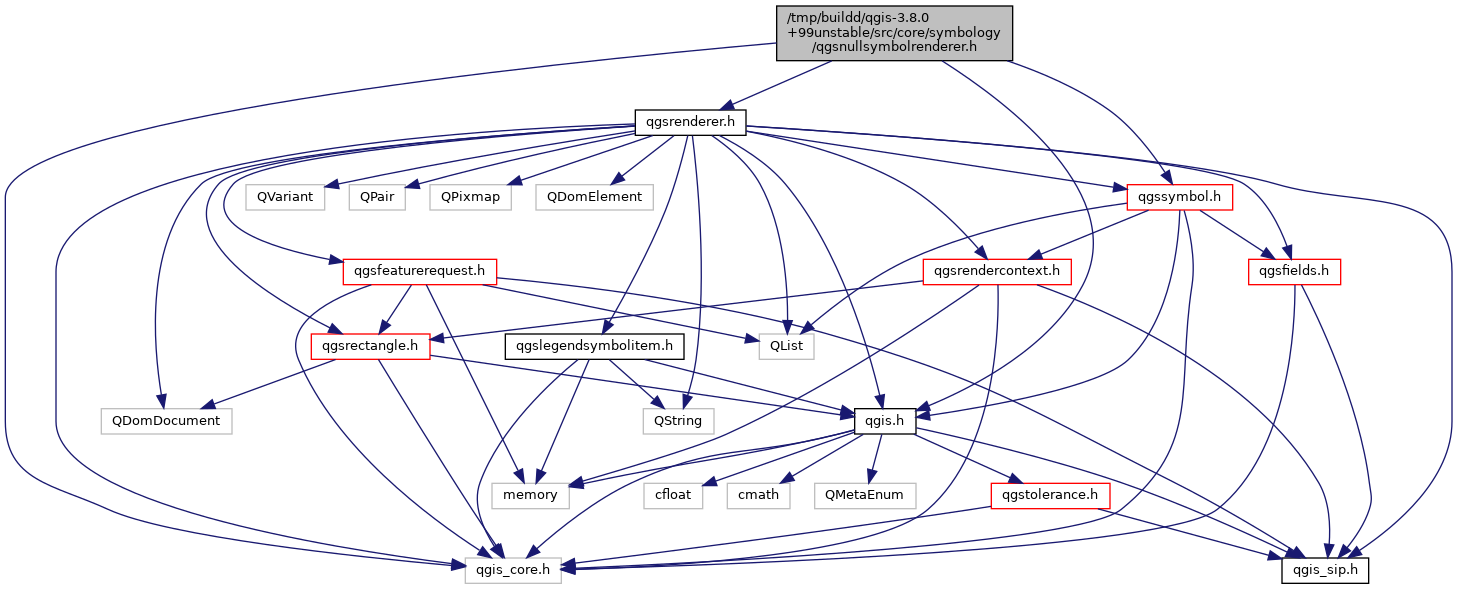 /tmp/buildd/qgis-3.8.0
+99unstable/src/core/symbology
/qgsnullsymbolrenderer.h
qgsrenderer.h
QVariant
QPair
QPixmap
QDomElement
qgssymbol.h
qgsfeaturerequest.h
qgsrendercontext.h
qgsfields.h
qgsrectangle.h
qgslegendsymbolitem.h
QList
QDomDocument
QString
qgis.h
memory
cfloat
cmath
QMetaEnum
qgstolerance.h
qgis_core.h
qgis_sip.h